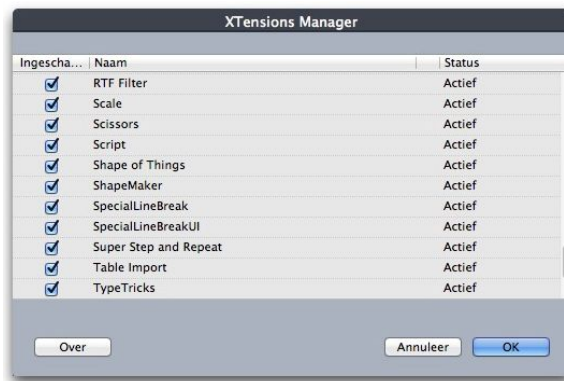 XTensions Manager
Ingescha... Naam Status
RTF Filter Actief
Scale Actief
Scissors Actief
Script Actief
Shape of Things Actief
ShapeMaker Actief
SpecialLineBreak Actief
SpecialLineBreakUI Actief
Super Step and Repeat Actief
Table Import Actief
TypeTricks Actief
Over Annuleer OK